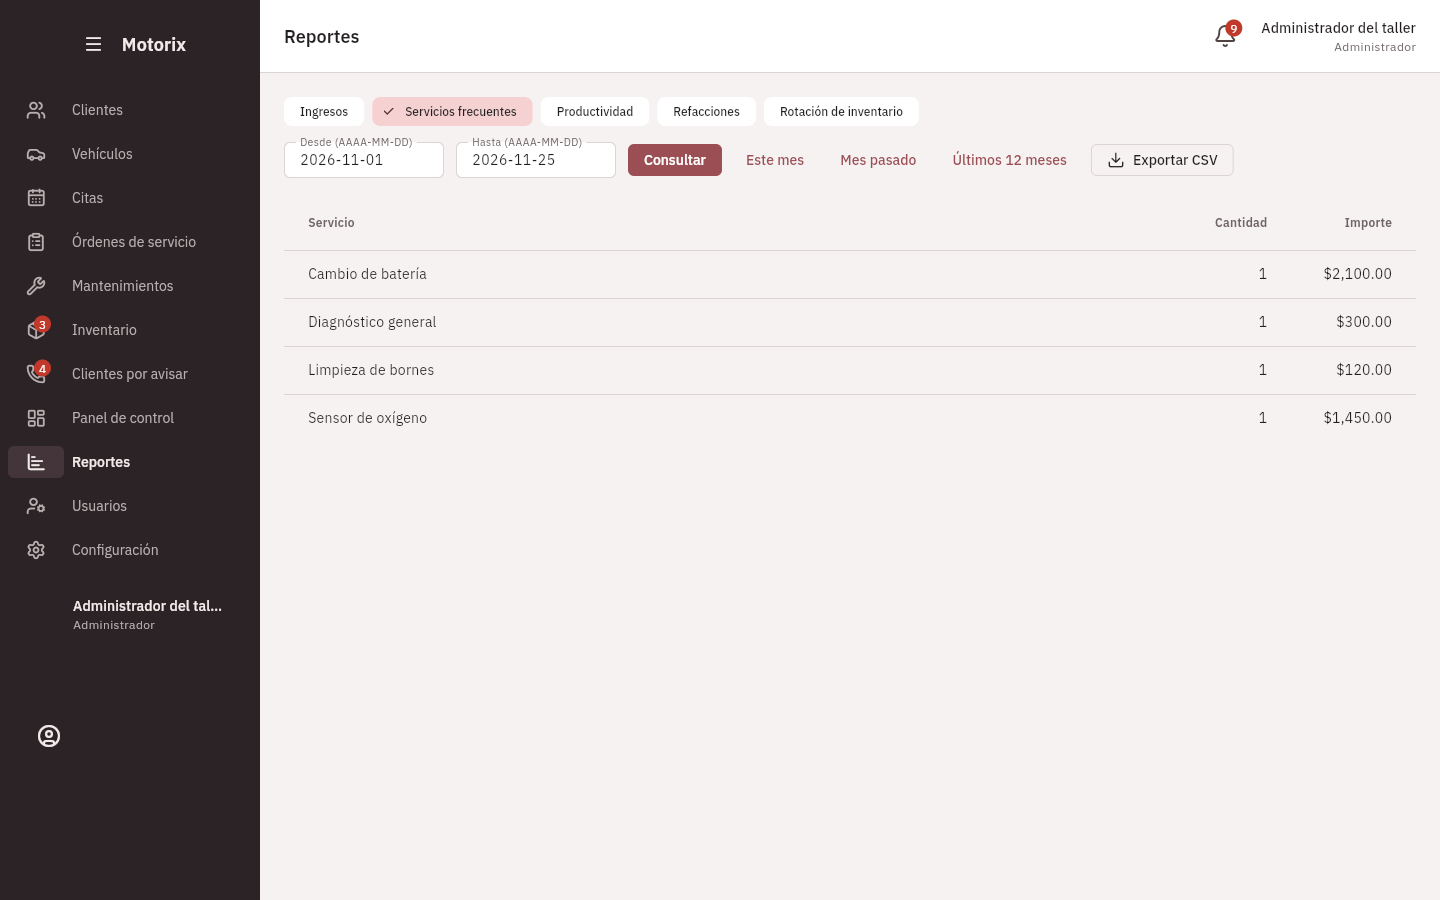 Motorix
Clientes
Vehículos
Citas
Órdenes de servicio
Mantenimientos
3
Inventario
4
Clientes por avisar
Panel de control
Reportes
Usuarios
Configuración
Administrador del tal...
Administrador
Reportes
9
Administrador del taller
Administrador
Ingresos
Servicios frecuentes
Productividad
Refacciones
Rotación de inventario
Desde (AAAA-MM-DD)
2026-11-01
Hasta (AAAA-MM-DD)
2026-11-25
Consultar
Este mes
Mes pasado
Últimos 12 meses
Exportar CSV
Servicio Cantidad Importe
Cambio de batería 1 $2,100.00
Diagnóstico general 1 $300.00
Limpieza de bornes 1 $120.00
Sensor de oxígeno 1 $1,450.00